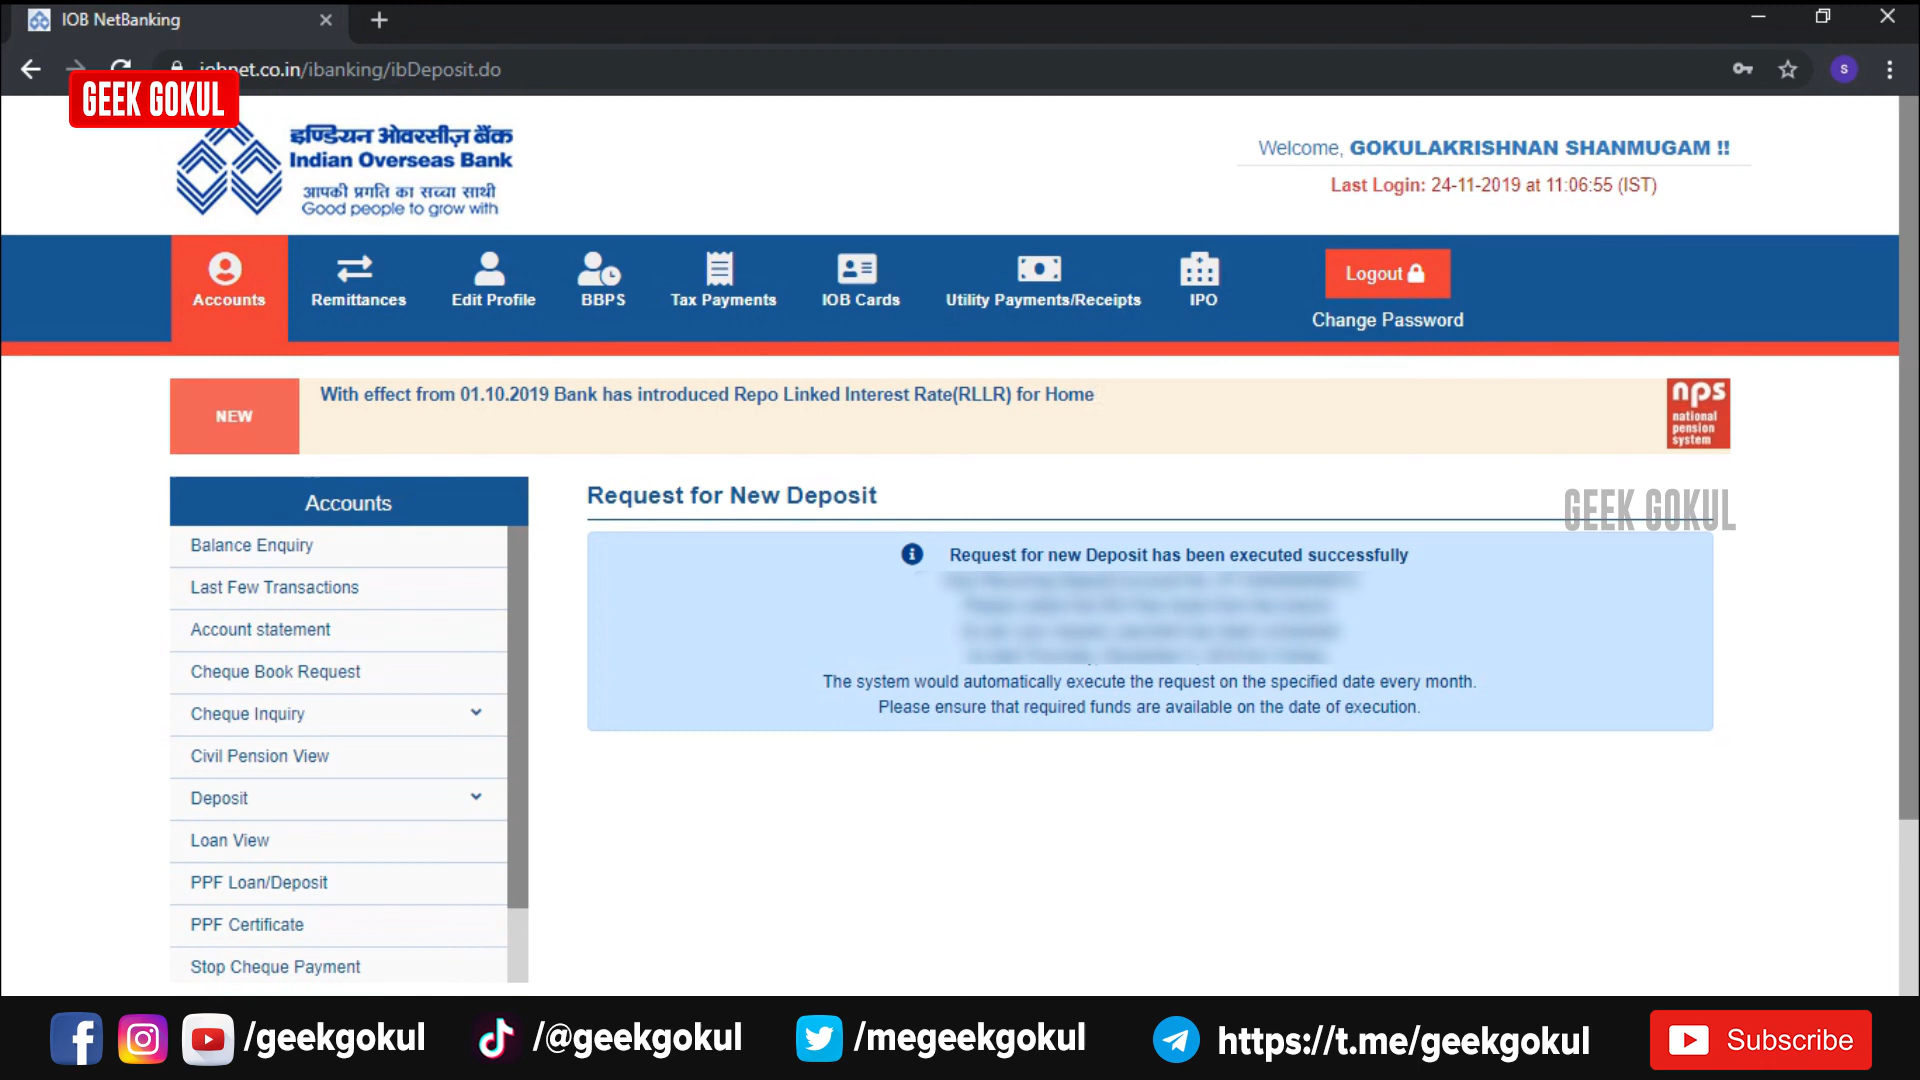 IOB NetBanking
iobnet.co.in/ibanking/ibDeposit.do
S
GEEK GOKUL
इण्डियन ओवरसीज़ बैंक
Indian Overseas Bank
आपकी प्रगति का सच्चा साथी
Good people to grow with
Welcome, GOKULAKRISHNAN SHANMUGAM !!
Last Login: 24-11-2019 at 11:06:55 (IST)
Accounts
Remittances
Edit Profile
BBPS
Tax Payments
IOB Cards
Utility Payments/Receipts
IPO
Logout
Change Password
NEW
With effect from 01.10.2019 Bank has introduced Repo Linked Interest Rate(RLLR) for Home
nps
national
pension
system
Accounts
Balance Enquiry
Last Few Transactions
Account statement
Cheque Book Request
Cheque Inquiry
Civil Pension View
Deposit
Loan View
PPF Loan/Deposit
PPF Certificate
Stop Cheque Payment
Request for New Deposit
GEEK GOKUL
Request for new Deposit has been executed successfully
The system would automatically execute the request on the specified date every month.
Please ensure that required funds are available on the date of execution.
/geekgokul
/@geekgokul
/megeekgokul
https://t.me/geekgokul
Subscribe